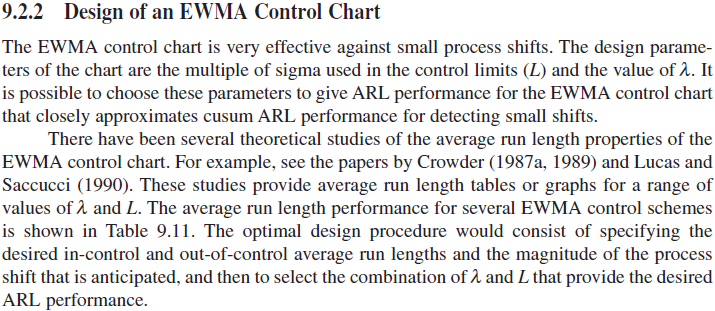 9.2.2 Design of an EWMA Control Chart
The EWMA control chart is very effective against small process shifts. The design parame-
ters of the chart are the multiple of sigma used in the control limits (L) and the value of λ. It
is possible to choose these parameters to give ARL performance for the EWMA control chart
that closely approximates cusum ARL performance for detecting small shifts.
There have been several theoretical studies of the average run length properties of the
EWMA control chart. For example, see the papers by Crowder (1987a, 1989) and Lucas and
Saccucci (1990). These studies provide average run length tables or graphs for a range of
values of λ and L. The average run length performance for several EWMA control schemes
is shown in Table 9.11. The optimal design procedure would consist of specifying the
desired in-control and out-of-control average run lengths and the magnitude of the process
shift that is anticipated, and then to select the combination of λ and L that provide the desired
ARL performance.